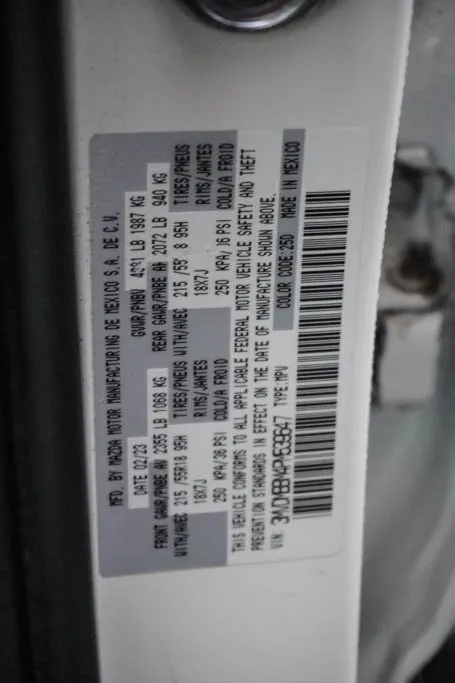 MFD. BY MAZDA MOTOR MANUFACTURING DE MEXICO S.A. DE C.V.
DATE 02/23 GVWR/PNBV LB 1987 KG
FRONT GAWR/PNBE AV 2355 LB 1068 KG REAR GAWR/PNBE AR 2072 LB 940 KG
WITH/AVEC 215/55R18 95H TIRES/PNEUS WITH/AVEC 215/55 8 95H TIRES/PNEUS
18X7J RIMS/JANTES 18X7J RIMS/JANTES
250 KPA/36 PSI COLD/A FROID 250 KPA/36 PSI COLD/A FROID
THIS VEHICLE CONFORMS TO ALL APPLICABLE FEDERAL MOTOR VEHICLE SAFETY AND THEFT
PREVENTION STANDARDS IN EFFECT ON THE DATE OF MANUFACTURE SHOWN ABOVE.
VIN: TYPE:MPV COLOR CODE:25D MADE IN MEXICO